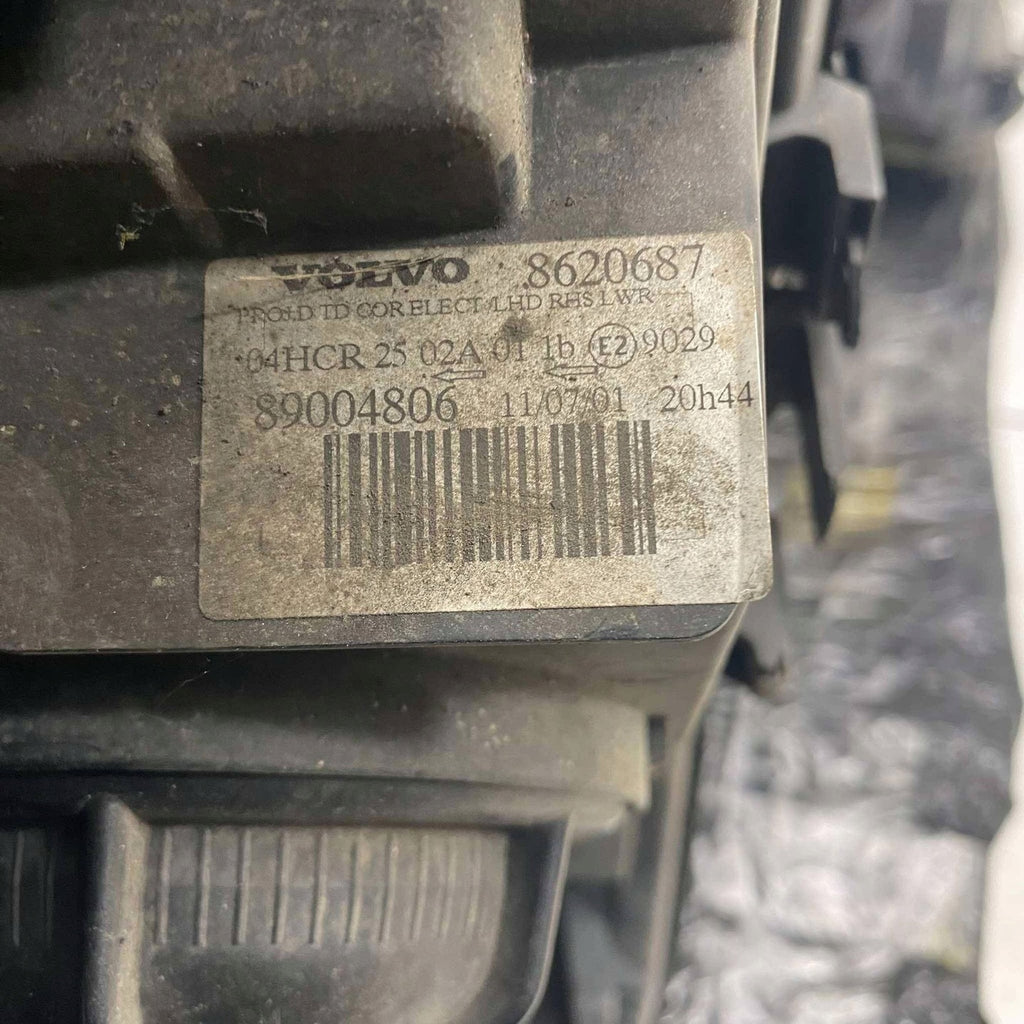 VOLVO 8620687
PROJ.D TD COR ELECT/LHD RHS LWR
04HCR 25 02A 01 1b E2 9029
89004806 11/07/01 20h44